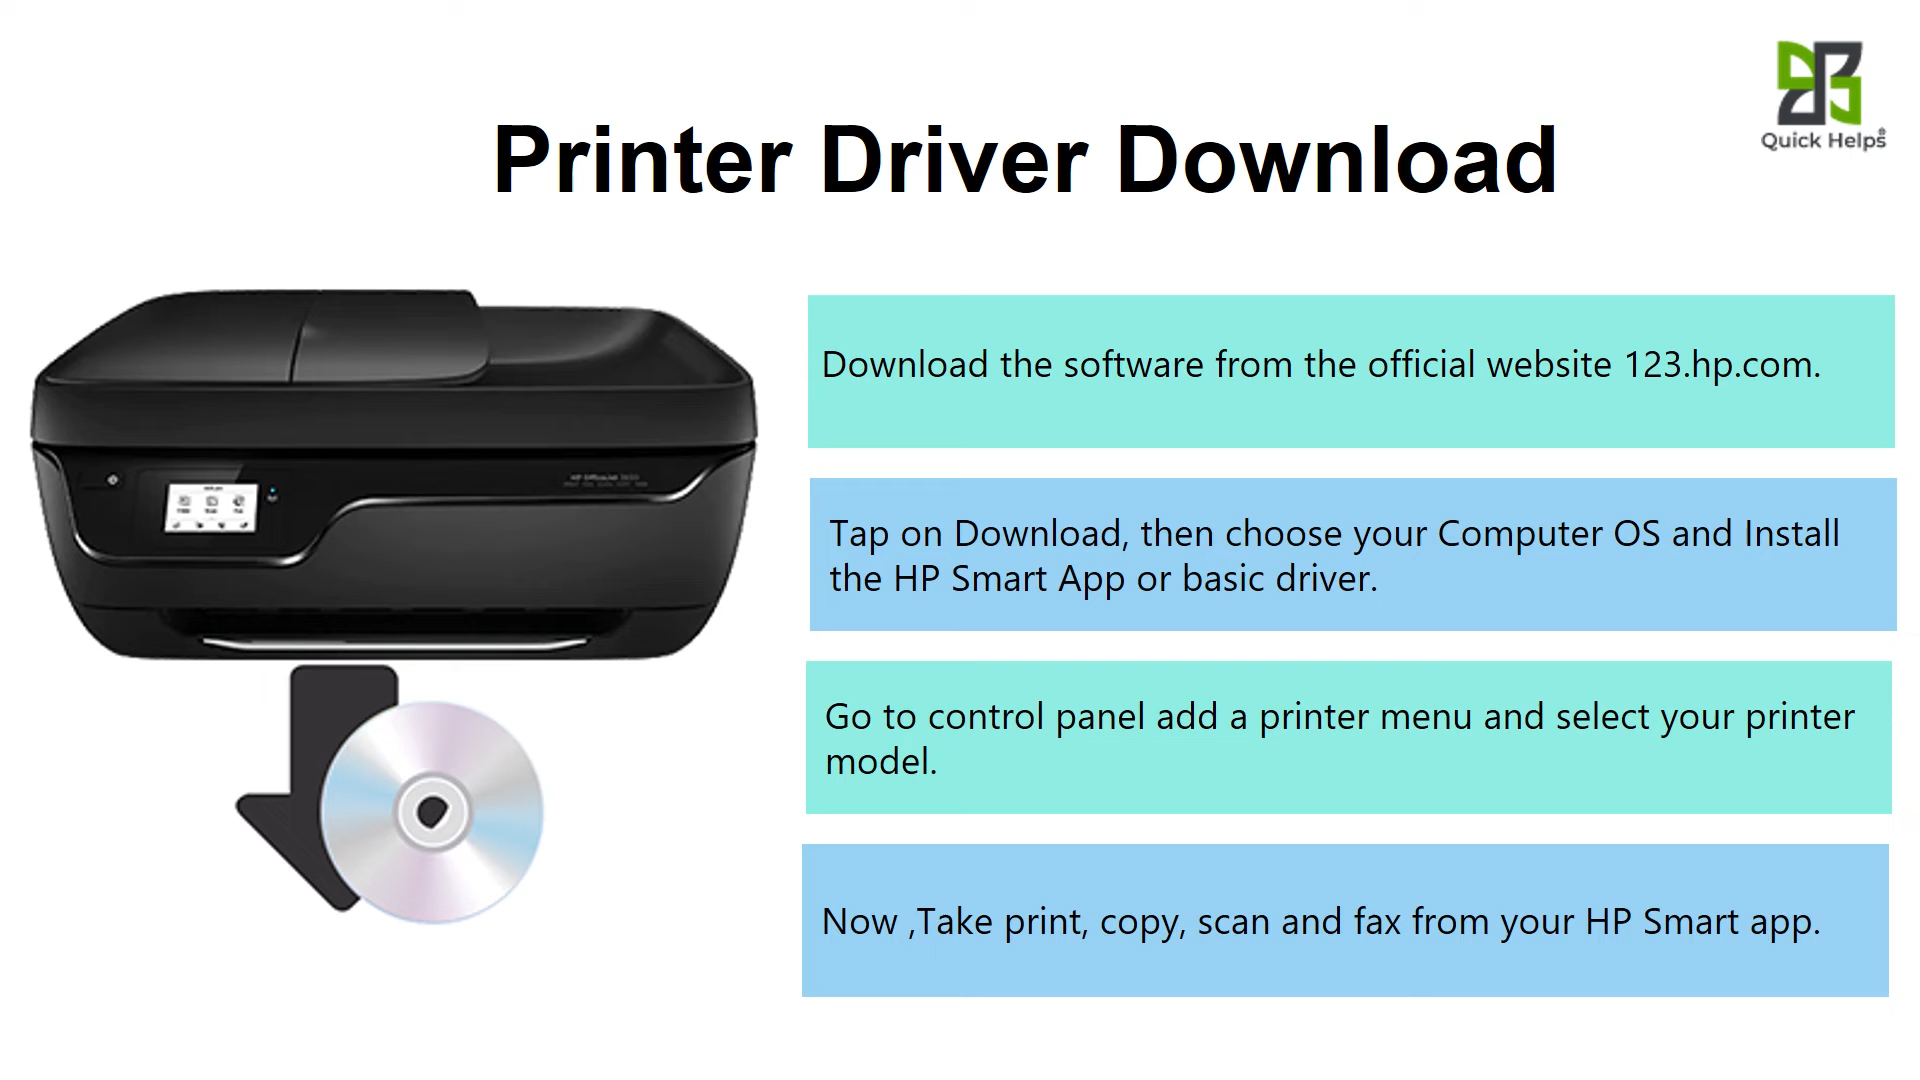 Quick Helps
Printer Driver Download
Download the software from the official website 123.hp.com.
Tap on Download, then choose your Computer OS and Install
the HP Smart App or basic driver.
Go to control panel add a printer menu and select your printer
model.
Now ,Take print, copy, scan and fax from your HP Smart app.
HP OfficeJet